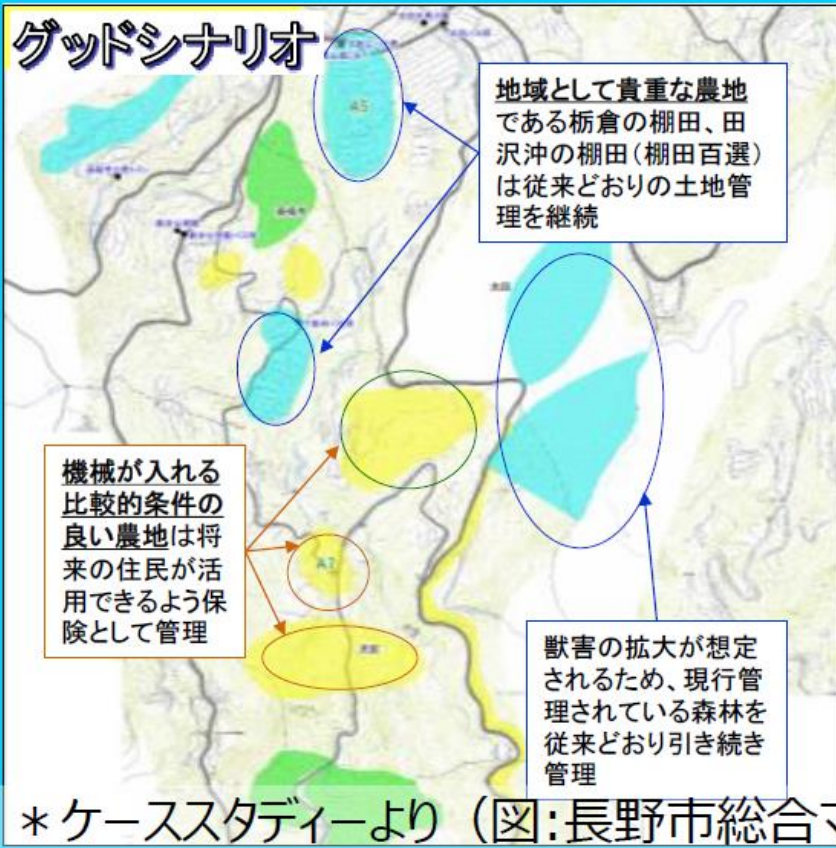 グッドシナリオ
地域として貴重な農地
である栃倉の棚田、田
沢沖の棚田(棚田百選)
は従来どおりの土地管
理を継続
A5
太田
機械が入れる
比較的条件の
良い農地は将
来の住民が活
用できるよう保
険として管理
A7
獣害の拡大が想定
されるため、現行管
理されている森林を
従来どおり引き続き
管理
*ケーススタディーより (図:長野市総合マ